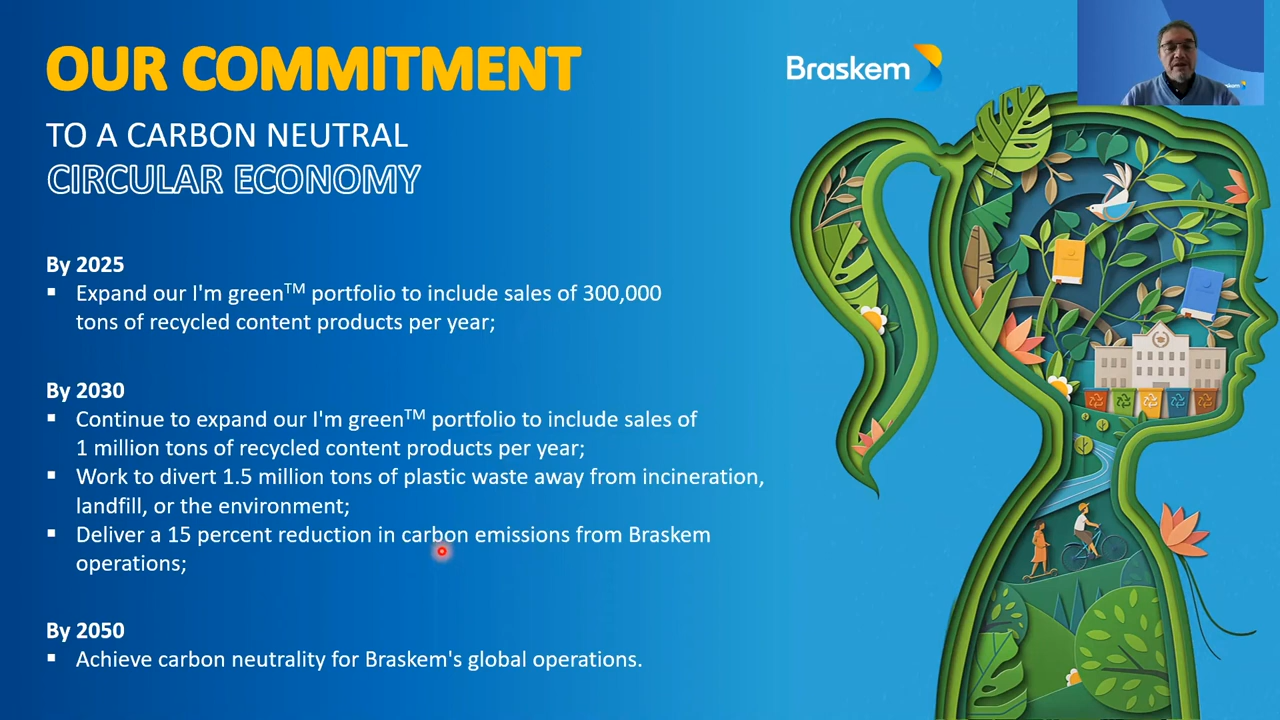 OUR COMMITMENT
Braskem
TO A CARBON NEUTRAL
CIRCULAR ECONOMY
By 2025
▪ Expand our I'm green™ portfolio to include sales of 300,000
tons of recycled content products per year;
By 2030
▪ Continue to expand our I'm green™ portfolio to include sales of
1 million tons of recycled content products per year;
▪ Work to divert 1.5 million tons of plastic waste away from incineration,
landfill, or the environment;
▪ Deliver a 15 percent reduction in carbon emissions from Braskem
operations;
By 2050
▪ Achieve carbon neutrality for Braskem's global operations.